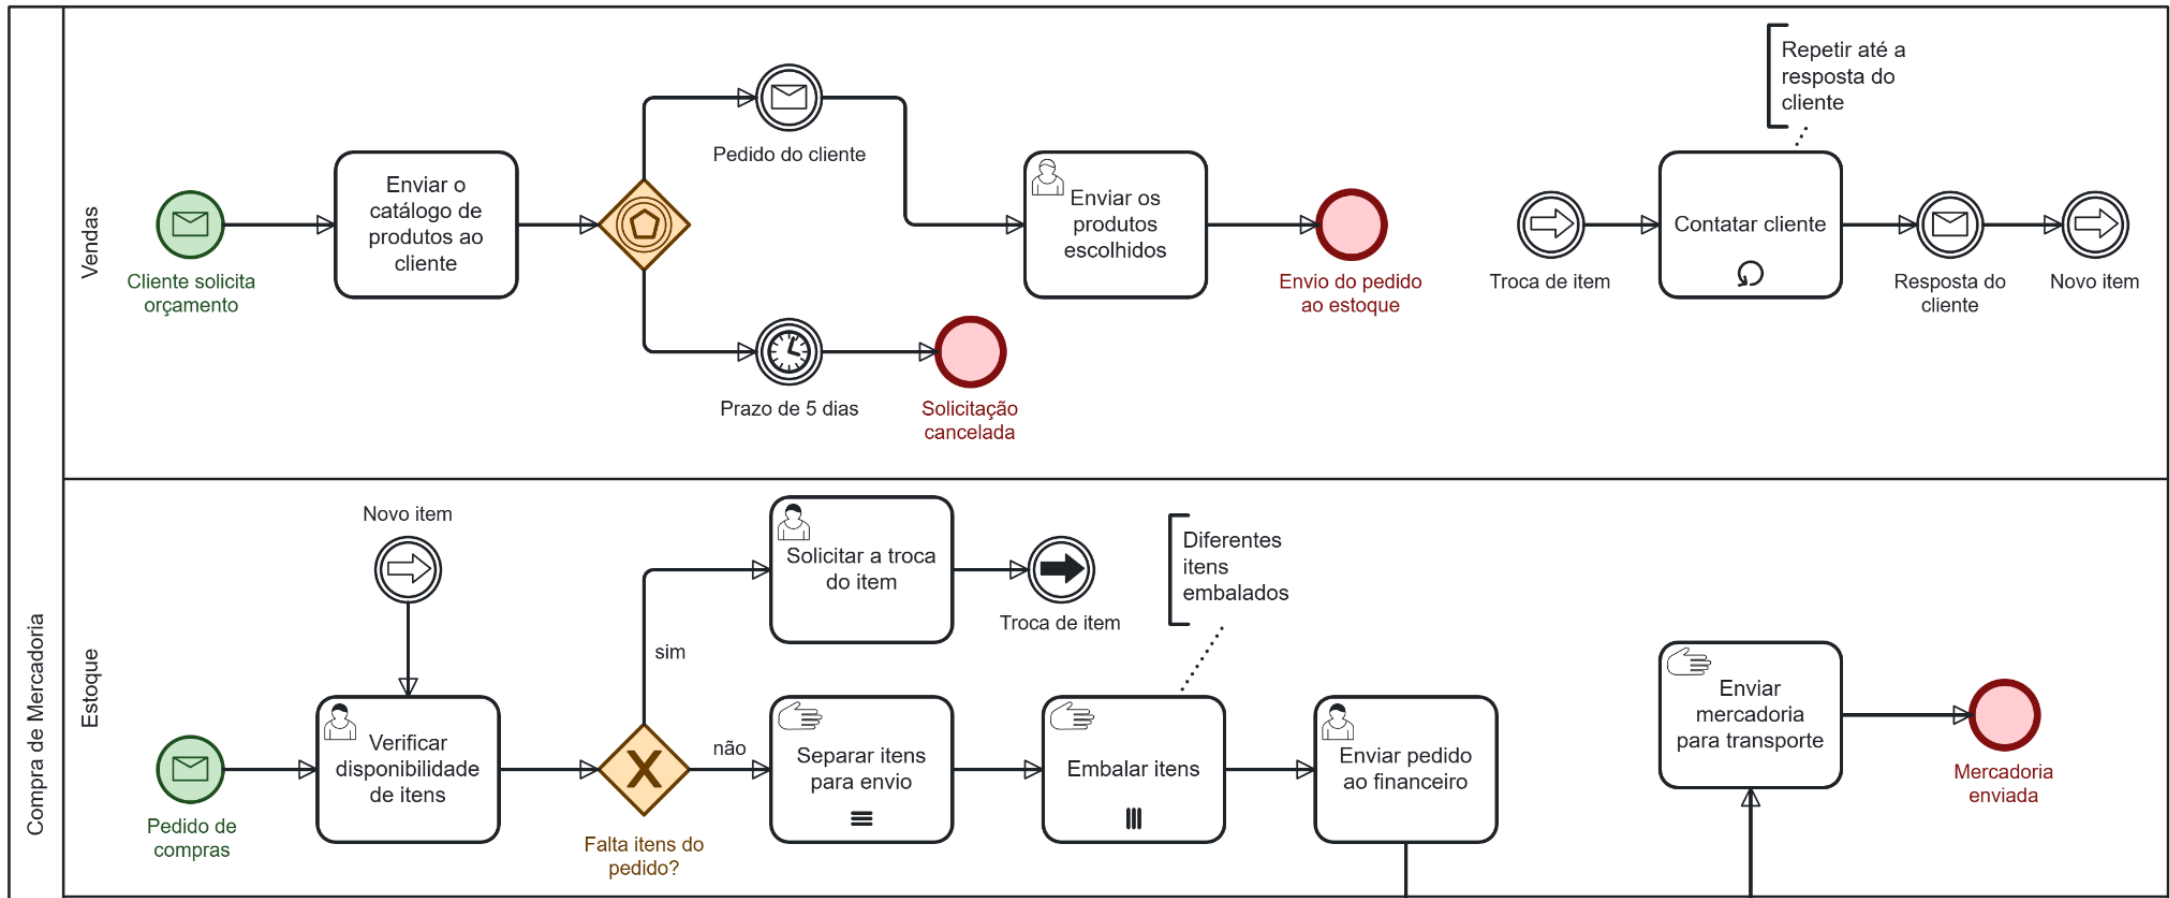 Compra de Mercadoria
Vendas
Cliente solicita
orçamento
Enviar o
catálogo de
produtos ao
cliente
Pedido do cliente
Prazo de 5 dias
Solicitação
cancelada
Enviar os
produtos
escolhidos
Envio do pedido
ao estoque
Troca de item
Repetir até a
resposta do
cliente
Contatar cliente
Resposta do
cliente
Novo item
Estoque
Novo item
Pedido de
compras
Verificar
disponibilidade
de itens
Falta itens do
pedido?
sim
não
Solicitar a troca
do item
Troca de item
Separar itens
para envio
Diferentes
itens
embalados
Embalar itens
Enviar pedido
ao financeiro
Enviar
mercadoria
para transporte
Mercadoria
enviada